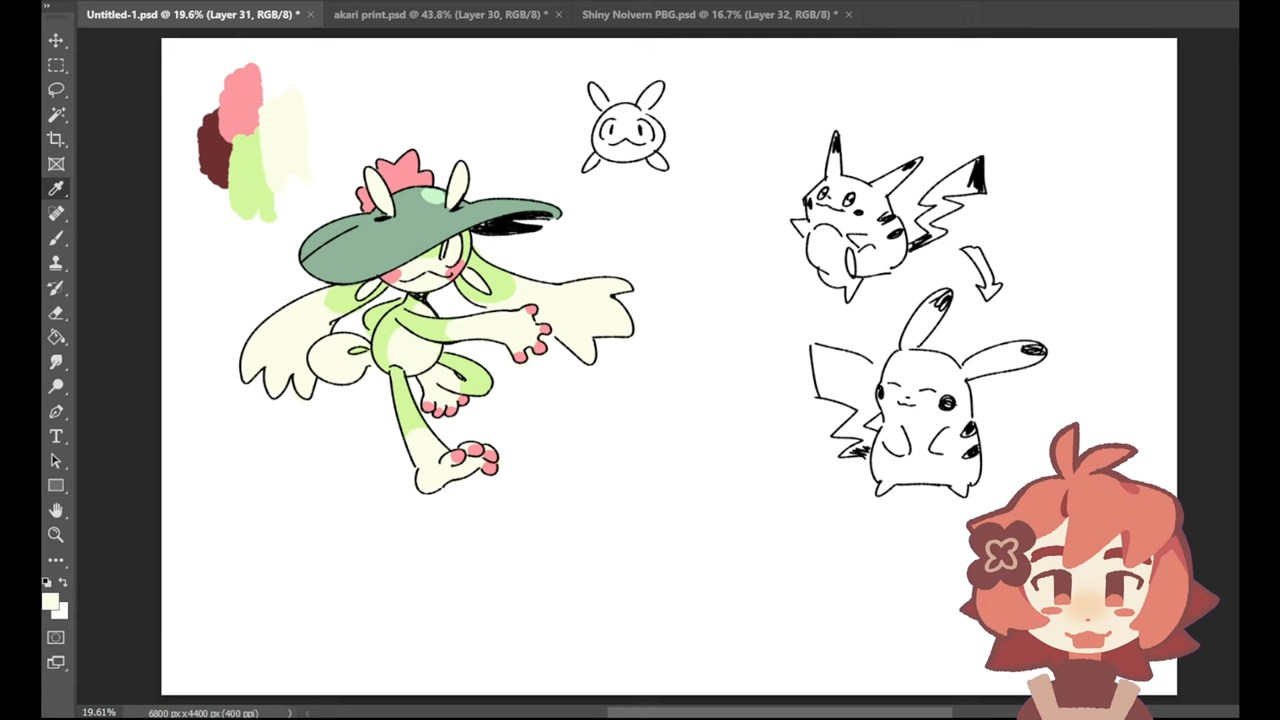 Untitled-1.psd @ 19.6% (Layer 31, RGB/8) *
akari print.psd @ 43.8% (Layer 30, RGB/8) *
Shiny Noivern PBG.psd @ 16.7% (Layer 32, RGB/8) *
19.61%
6800 px x 4400 px (400 ppi)